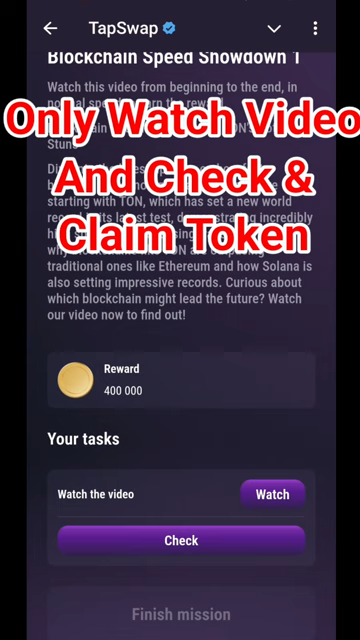 TapSwap
Blockchain Speed Showdown 1
Watch this video from beginning to the end, in
Only Watch Video
And Check &
Claim Token
traditional ones like Ethereum and how Solana is
also setting impressive records. Curious about
which blockchain might lead the future? Watch
our video now to find out!
Reward
400 000
Your tasks
Watch the video
Watch
Check
Finish mission